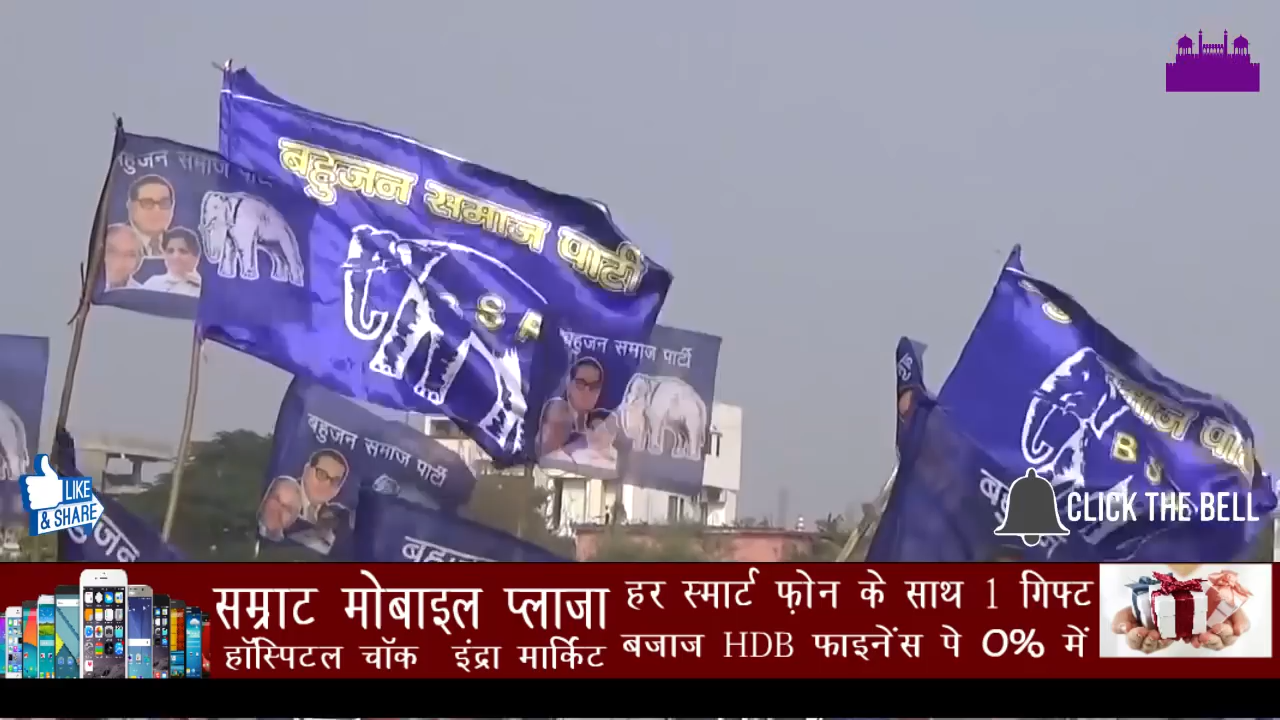 बहुजन समाज पार्टी
बहुजन समाज पार्टी
S P
बहुजन समाज पार्टी
बहुजन समाज पार्टी
समाज पार्टी
B S
LIKE
& SHARE
CLICK THE BELL
सम्राट मोबाइल प्लाजा
हॉस्पिटल चॉक इंद्रा मार्किट
हर स्मार्ट फ़ोन के साथ 1 गिफ्ट
बजाज HDB फाइनेंस पे 0% में